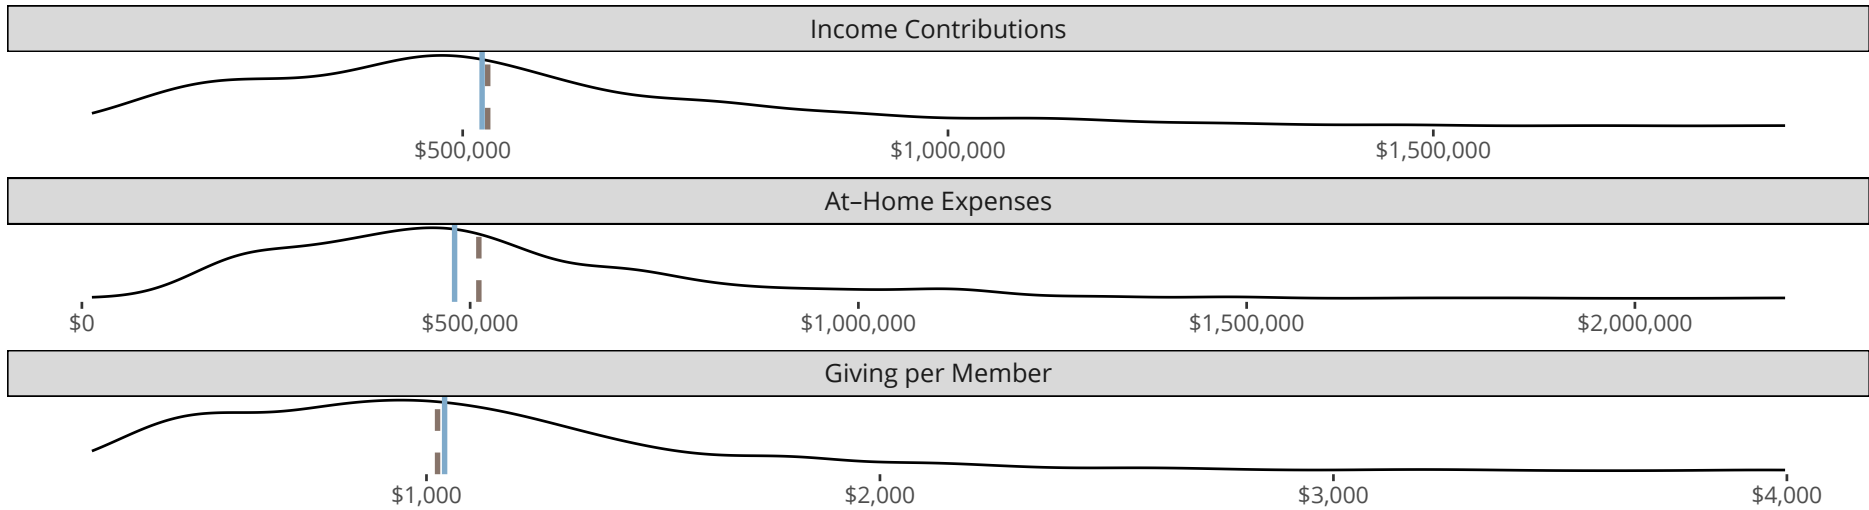 Income Contributions
$500,000 $1,000,000 $1,500,000
At–Home Expenses
$0 $500,000 $1,000,000 $1,500,000 $2,000,000
Giving per Member
$1,000 $2,000 $3,000 $4,000